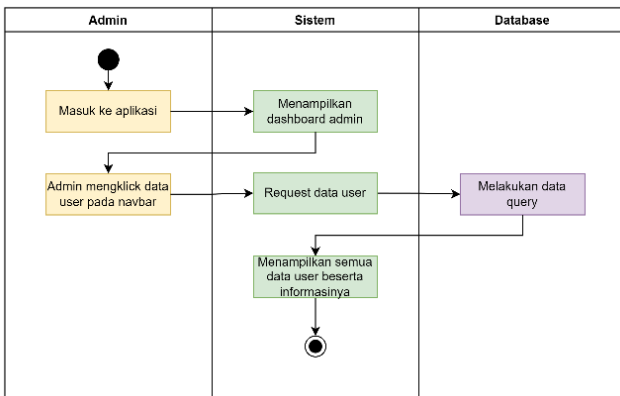 Admin
Sistem
Database
Masuk ke aplikasi
Menampilkan
dashboard admin
Admin mengklick data
user pada navbar
Request data user
Melakukan data
query
Menampilkan semua
data user beserta
informasinya